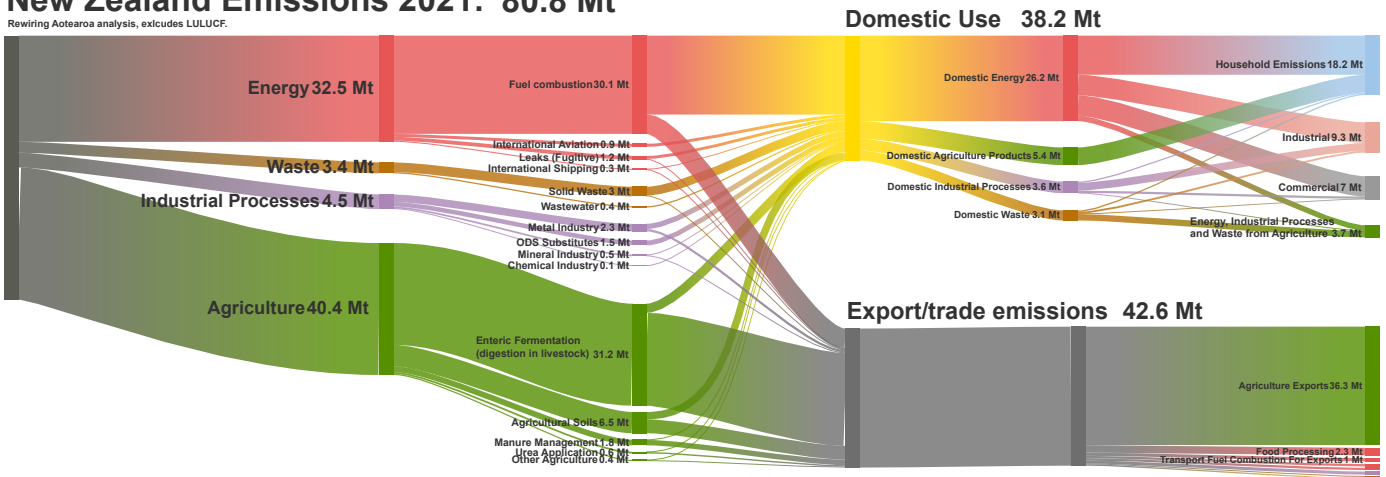 New Zealand Emissions 2021: 80.8 Mt
Rewiring Aotearoa analysis, exlcudes LULUCF.
Domestic Use 38.2 Mt
Energy 32.5 Mt
Waste 3.4 Mt
Industrial Processes 4.5 Mt
Agriculture 40.4 Mt
Fuel combustion 30.1 Mt
International Aviation 0.9 Mt
Leaks (Fugitive) 1.2 Mt
International Shipping 0.3 Mt
Solid Waste 3 Mt
Wastewater 0.4 Mt
Metal Industry 2.3 Mt
ODS Substitutes 1.5 Mt
Mineral Industry 0.5 Mt
Chemical Industry 0.1 Mt
Enteric Fermentation
(digestion in livestock) 31.2 Mt
Agricultural Soils 6.5 Mt
Manure Management 1.8 Mt
Urea Application 0.6 Mt
Other Agriculture 0.4 Mt
Domestic Energy 26.2 Mt
Domestic Agriculture Products 5.4 Mt
Domestic Industrial Processes 3.6 Mt
Domestic Waste 3.1 Mt
Household Emissions 18.2 Mt
Industrial 9.3 Mt
Commercial 7 Mt
Energy, Industrial Processes
and Waste from Agriculture 3.7 Mt
Export/trade emissions 42.6 Mt
Agriculture Exports 36.3 Mt
Food Processing 2.3 Mt
Transport Fuel Combustion For Exports 1 Mt